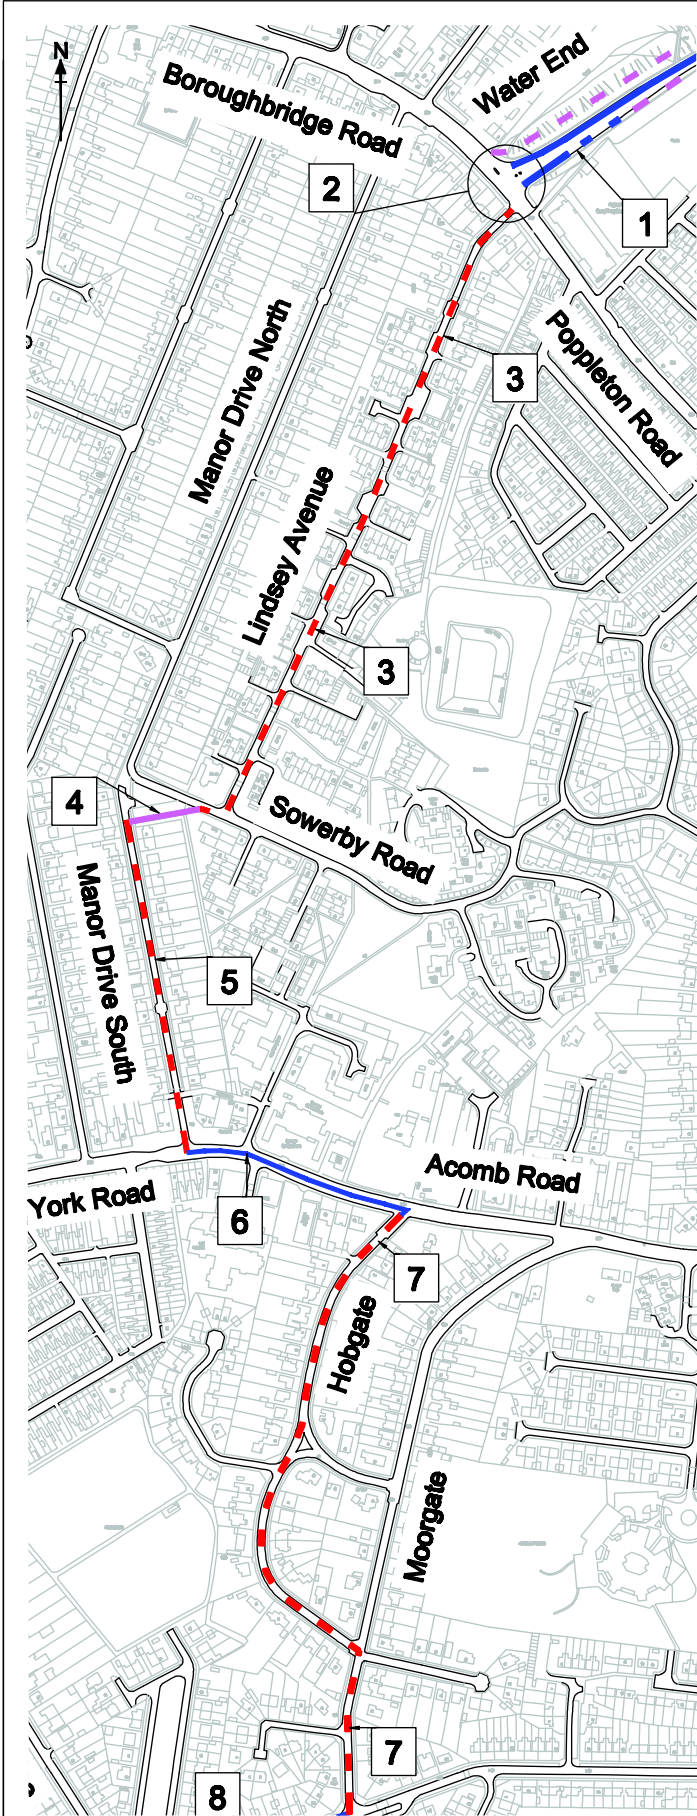 N
Water End
Boroughbridge Road
2
1
Manor Drive North
3
Poppleton Road
Lindsey Avenue
3
4
Sowerby Road
Manor Drive South
5
Acomb Road
York Road
6
7
Hobgate
Moorgate
7
8